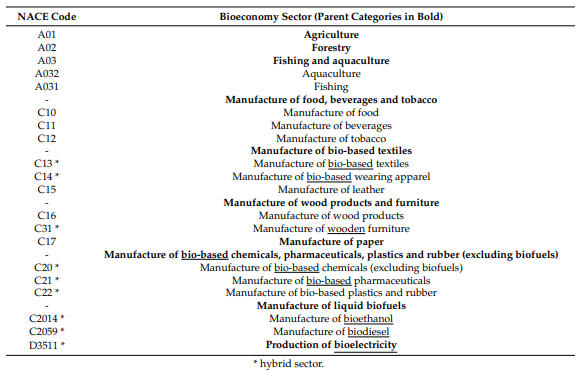 NACE Code Bioeconomy Sector (Parent Categories in Bold)
A01 Agriculture
A02 Forestry
A03 Fishing and aquaculture
A032 Aquaculture
A031 Fishing
- Manufacture of food, beverages and tobacco
C10 Manufacture of food
C11 Manufacture of beverages
C12 Manufacture of tobacco
- Manufacture of bio-based textiles
C13 * Manufacture of bio-based textiles
C14 * Manufacture of bio-based wearing apparel
C15 Manufacture of leather
- Manufacture of wood products and furniture
C16 Manufacture of wood products
C31 * Manufacture of wooden furniture
C17 Manufacture of paper
- Manufacture of bio-based chemicals, pharmaceuticals, plastics and rubber (excluding biofuels)
C20 * Manufacture of bio-based chemicals (excluding biofuels)
C21 * Manufacture of bio-based pharmaceuticals
C22 * Manufacture of bio-based plastics and rubber
- Manufacture of liquid biofuels
C2014 * Manufacture of bioethanol
C2059 * Manufacture of biodiesel
D3511 * Production of bioelectricity
* hybrid sector.